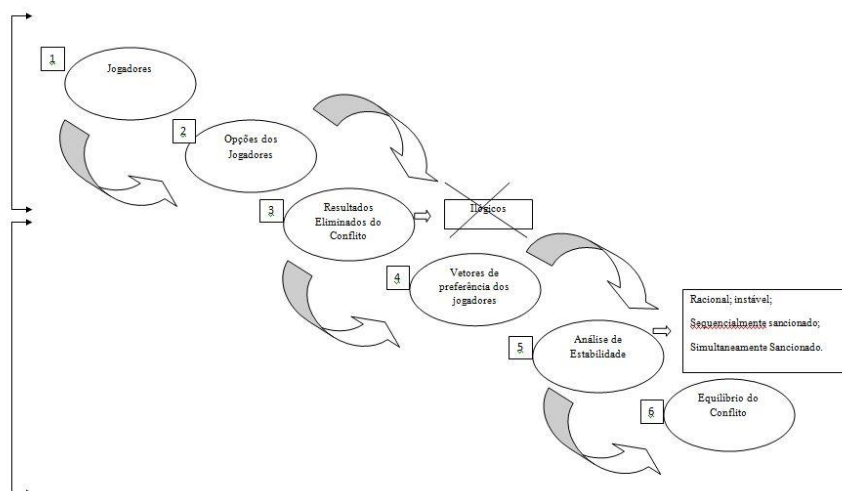 1
Jogadores
2
Opções dos
Jogadores
3
Resultados
Eliminados do
Conflito
Ilógicos
4
Vetores de
preferência dos
jogadores
5
Análise de
Estabilidade
Racional; instável;
Sequencialmente sancionado;
Simultaneamente Sancionado.
6
Equilíbrio do
Conflito